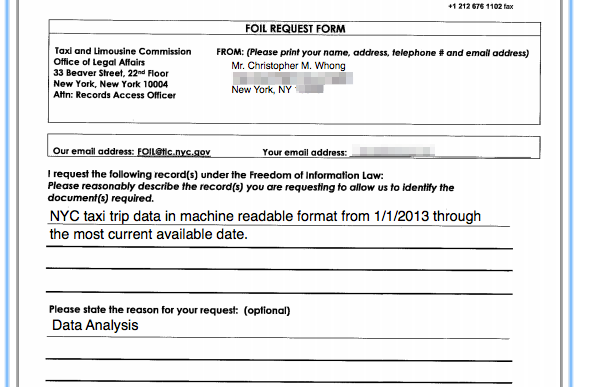 +1 212 676 1102 fax
FOIL REQUEST FORM
Taxi and Limousine Commission
Office of Legal Affairs
33 Beaver Street, 22nd Floor
New York, New York 10004
Attn: Records Access Officer
FROM: (Please print your name, address, telephone # and email address)
Mr. Christopher M. Whong
New York, NY
Our email address: FOIL@tlc.nyc.gov
Your email address:
I request the following record(s) under the Freedom of Information Law:
Please reasonably describe the record(s) you are requesting to allow us to identify the
document(s) required.
NYC taxi trip data in machine readable format from 1/1/2013 through
the most current available date.
Please state the reason for your request: (optional)
Data Analysis